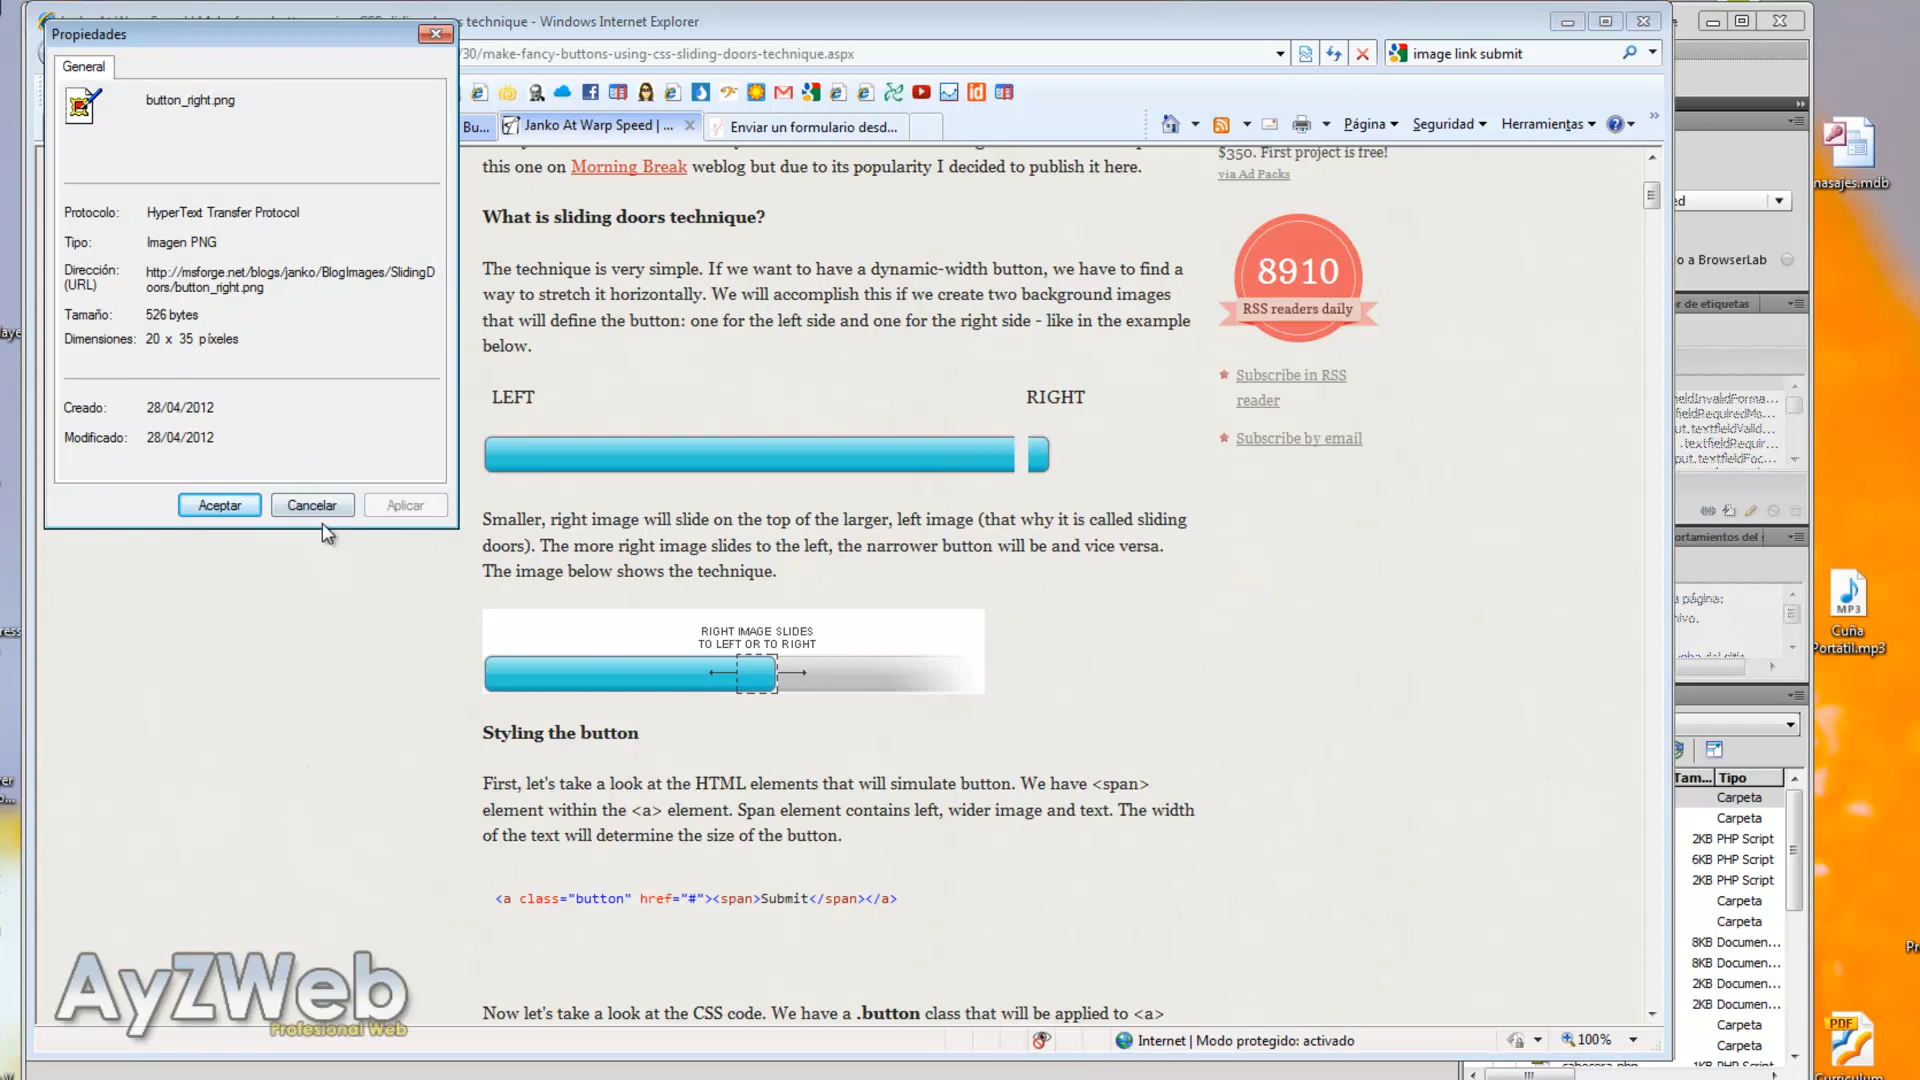 technique - Windows Internet Explorer
Propiedades
General
button_right.png
Protocolo: HyperText Transfer Protocol
Tipo: Imagen PNG
Dirección: (URL) http://msforge.net/blogs/janko/BlogImages/SlidingD
oors/button_right.png
Tamaño: 526 bytes
Dimensiones: 20 x 35 píxeles
Creado: 28/04/2012
Modificado: 28/04/2012
Aceptar Cancelar Aplicar
30/make-fancy-buttons-using-css-sliding-doors-technique.aspx
image link submit
Bu... Janko At Warp Speed | ... Enviar un formulario desd...
Página Seguridad Herramientas
this one on Morning Break weblog but due to its popularity I decided to publish it here.
What is sliding doors technique?
The technique is very simple. If we want to have a dynamic-width button, we have to find a
way to stretch it horizontally. We will accomplish this if we create two background images
that will define the button: one for the left side and one for the right side - like in the example
below.
LEFT RIGHT
Smaller, right image will slide on the top of the larger, left image (that why it is called sliding
doors). The more right image slides to the left, the narrower button will be and vice versa.
The image below shows the technique.
RIGHT IMAGE SLIDES
TO LEFT OR TO RIGHT
Styling the button
First, let's take a look at the HTML elements that will simulate button. We have <span>
element within the <a> element. Span element contains left, wider image and text. The width
of the text will determine the size of the button.
<a class="button" href="#"><span>Submit</span></a>
Now let's take a look at the CSS code. We have a .button class that will be applied to <a>
$350. First project is free!
via Ad Packs
8910
RSS readers daily
Subscribe in RSS
reader
Subscribe by email
Internet | Modo protegido: activado
100%
AyZWeb
Profesional Web
o a BrowserLab
or de etiquetas
ortamientos del
a página:
Tam... Tipo
Carpeta
Carpeta
2KB PHP Script
6KB PHP Script
2KB PHP Script
Carpeta
Carpeta
8KB Documen...
8KB Documen...
2KB Documen...
2KB Documen...
Carpeta
Carpeta
cabecera.php
masajes.mdb
MP3
Cuña
Portátil.mp3
PDF
Curriculum